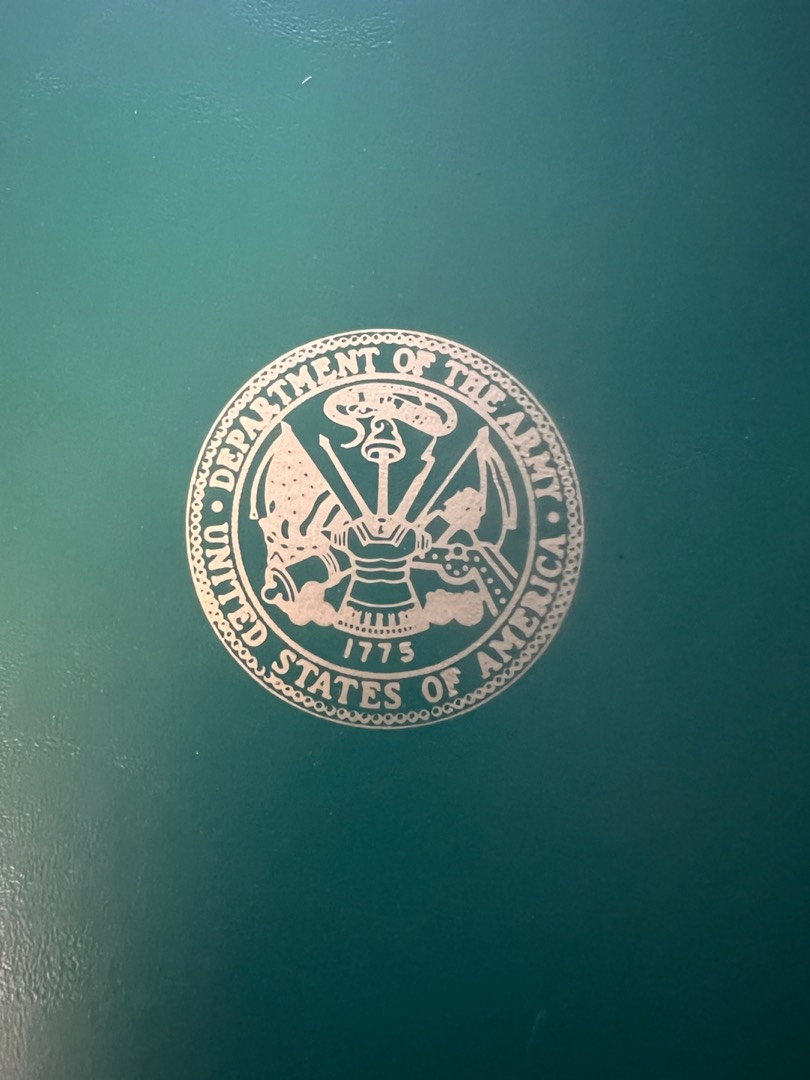 DEPARTMENT OF THE ARMY
UNITED STATES OF AMERICA
1775